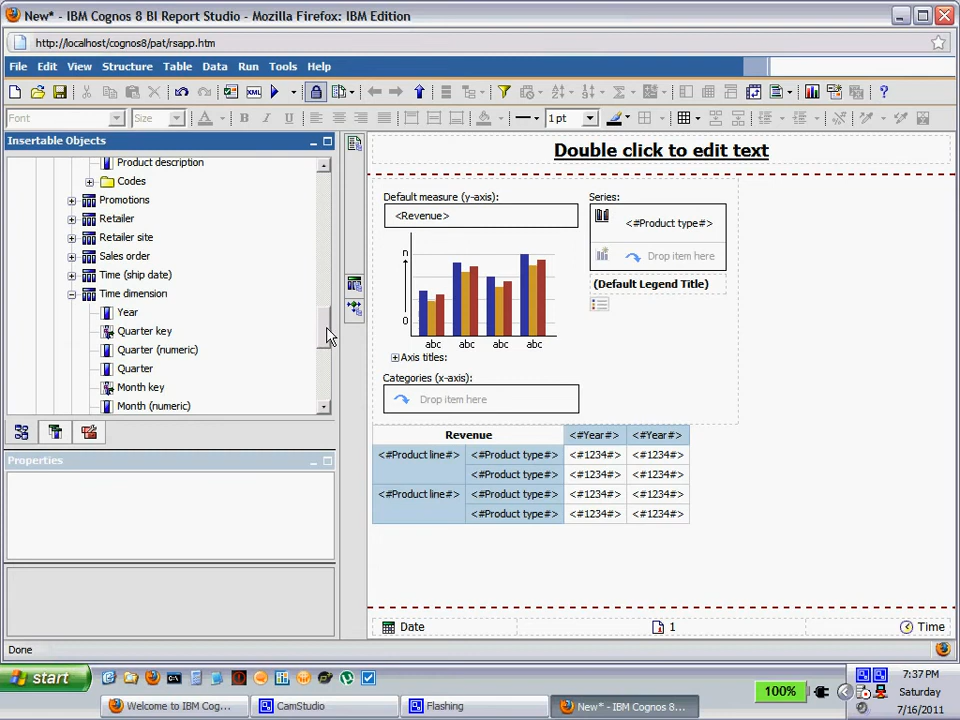 New* - IBM Cognos 8 BI Report Studio - Mozilla Firefox: IBM Edition
http://localhost/cognos8/pat/rsapp.htm
File Edit View Structure Table Data Run Tools Help
XML ?
Font Size A B I U 1 pt
Insertable Objects
Product description
Codes
Promotions
Retailer
Retailer site
Sales order
Time (ship date)
Time dimension
Year
Quarter key
Quarter (numeric)
Quarter
Month key
Month (numeric)
Properties
Double click to edit text
Default measure (y-axis):
<Revenue>
Series:
<#Product type#>
Drop item here
(Default Legend Title)
n
0
abc abc abc abc
Axis titles:
Categories (x-axis):
Drop item here
Revenue <#Year#> <#Year#>
<#Product line#> <#Product type#> <#1234#> <#1234#>
<#Product type#> <#1234#> <#1234#>
<#Product line#> <#Product type#> <#1234#> <#1234#>
<#Product type#> <#1234#> <#1234#>
Date 1 Time
Done
start
Welcome to IBM Cog... CamStudio Flashing New* - IBM Cognos 8...
100%
7:37 PM
Saturday
7/16/2011